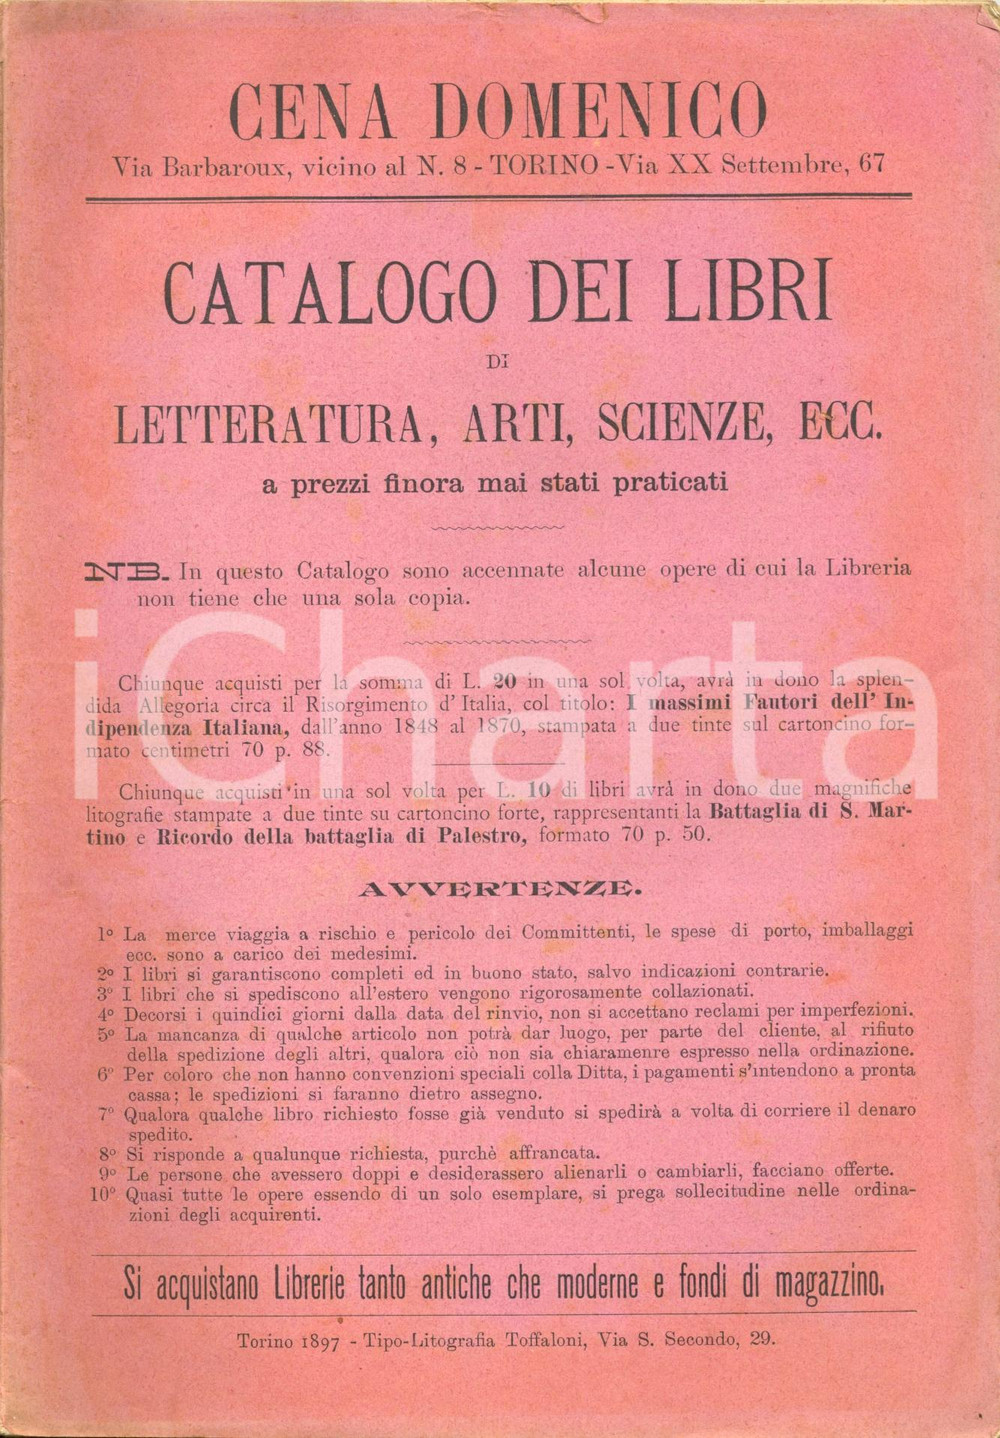 CENA DOMENICO
Via Barbaroux, vicino al N. 8 - TORINO - Via XX Settembre, 67
CATALOGO DEI LIBRI
DI
LETTERATURA, ARTI, SCIENZE, ECC.
a prezzi finora mai stati praticati
NB. In questo Catalogo sono accennate alcune opere di cui la Libreria
non tiene che una sola copia.
iCharta
Chiunque acquisti per la somma di L. 20 in una sol volta, avrà in dono la splen-
dida Allegoria circa il Risorgimento d'Italia, col titolo: I massimi Fautori dell' In-
dipendenza Italiana, dall'anno 1848 al 1870, stampata a due tinte sul cartoncino for-
mato centimetri 70 p. 88.
Chiunque acquisti in una sol volta per L. 10 di libri avrà in dono due magnifiche
litografie stampate a due tinte su cartoncino forte, rappresentanti la Battaglia di S. Mar-
tino e Ricordo della battaglia di Palestro, formato 70 p. 50.
AVVERTENZE.
1º La merce viaggia a rischio e pericolo dei Committenti, le spese di porto, imballaggi
ecc. sono a carico dei medesimi.
2º I libri si garantiscono completi ed in buono stato, salvo indicazioni contrarie.
3º I libri che si spediscono all'estero vengono rigorosamente collazionati.
4º Decorsi i quindici giorni dalla data del rinvio, non si accettano reclami per imperfezioni.
5º La mancanza di qualche articolo non potrà dar luogo, per parte del cliente, al rifiuto
della spedizione degli altri, qualora ciò non sia chiaramenre espresso nella ordinazione.
6º Per coloro che non hanno convenzioni speciali colla Ditta, i pagamenti s'intendono a pronta
cassa; le spedizioni si faranno dietro assegno.
7º Qualora qualche libro richiesto fosse già venduto si spedirà a volta di corriere il denaro
spedito.
8º Si risponde a qualunque richiesta, purchè affrancata.
9º Le persone che avessero doppi e desiderassero alienarli o cambiarli, facciano offerte.
10º Quasi tutte le opere essendo di un solo esemplare, si prega sollecitudine nelle ordina-
zioni degli acquirenti.
Si acquistano Librerie tanto antiche che moderne e fondi di magazzino.
Torino 1897 - Tipo-Litografia Toffaloni, Via S. Secondo, 29.